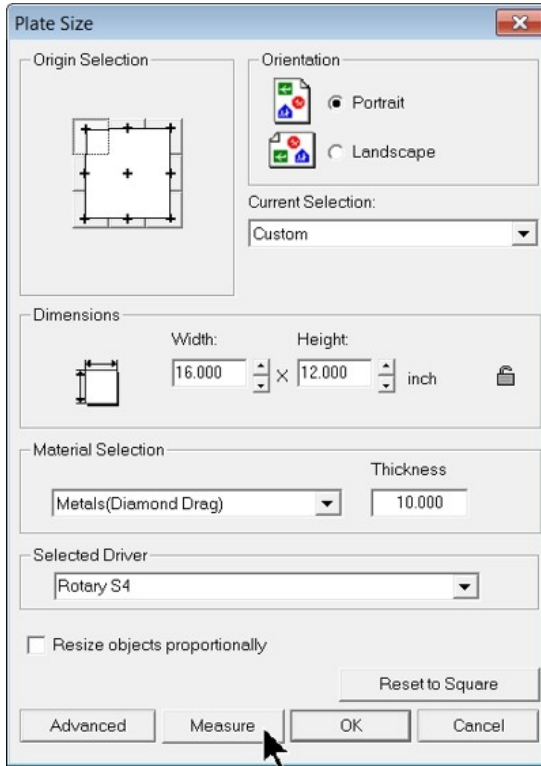 Plate Size
Origin Selection
Orientation
Portrait
Landscape
Current Selection:
Custom
Dimensions
Width:
Height:
16.000 × 12.000 inch
Material Selection
Thickness
Metals(Diamond Drag) 10.000
Selected Driver
Rotary S4
Resize objects proportionally
Reset to Square
Advanced Measure OK Cancel